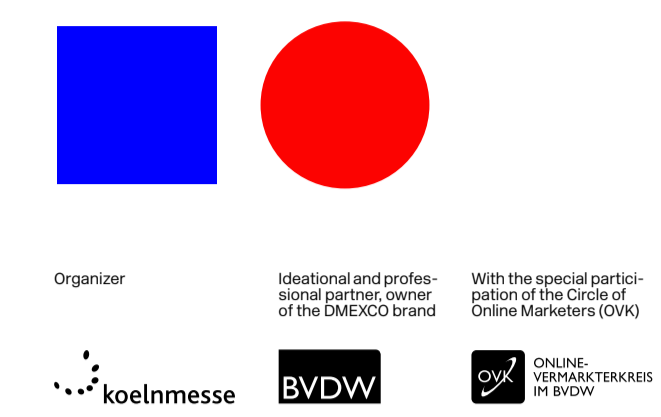 Organizer
Ideational and profes-
sional partner, owner
of the DMEXCO brand
With the special partici-
pation of the Circle of
Online Marketers (OVK)
koelnmesse
BVDW
OVK
ONLINE-
VERMARKTERKREIS
IM BVDW